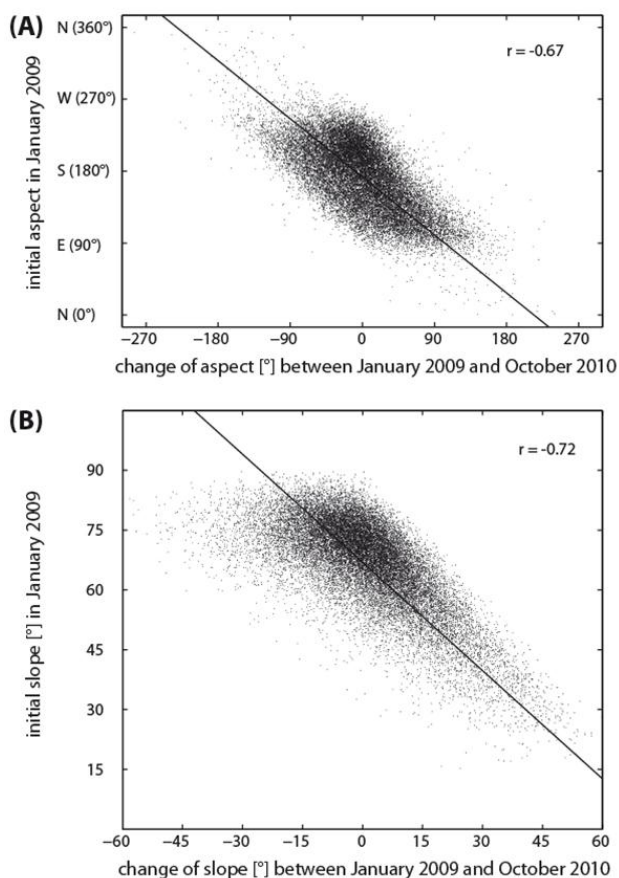 (A)
N (360°)
W (270°)
S (180°)
E (90°)
N (0°)
initial aspect in January 2009
r = -0.67
−270 −180 −90 0 90 180 270
change of aspect [°] between January 2009 and October 2010
(B)
90
75
60
45
30
15
initial slope [°] in January 2009
r = -0.72
−60 −45 −30 −15 0 15 30 45 60
change of slope [°] between January 2009 and October 2010